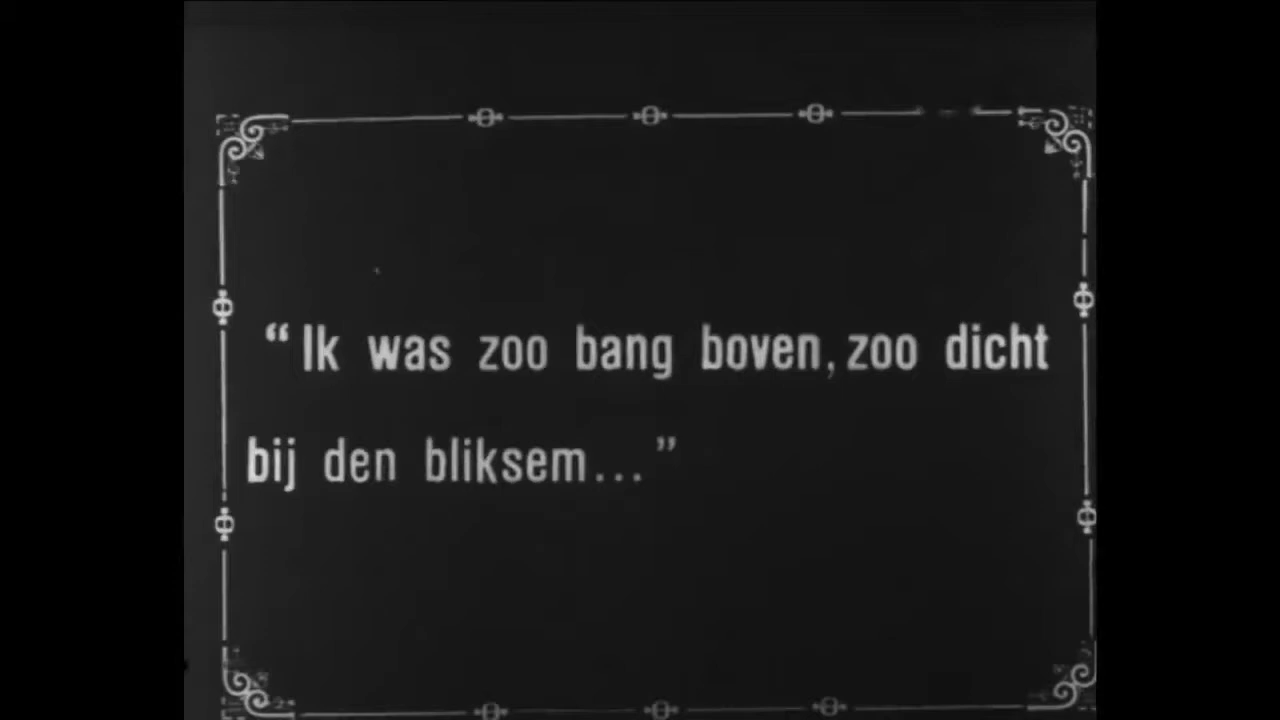 “Ik was zoo bang boven, zoo dicht
bij den bliksem...”